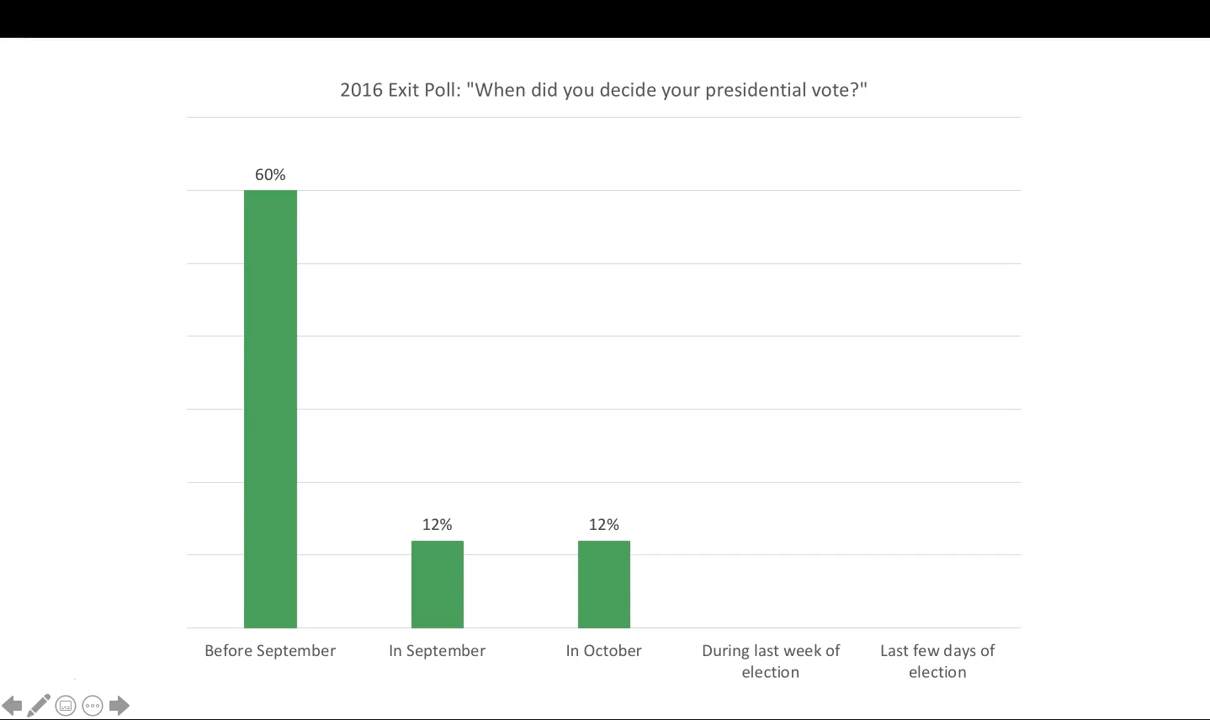 2016 Exit Poll: "When did you decide your presidential vote?"
60%
12%
12%
Before September
In September
In October
During last week of
election
Last few days of
election